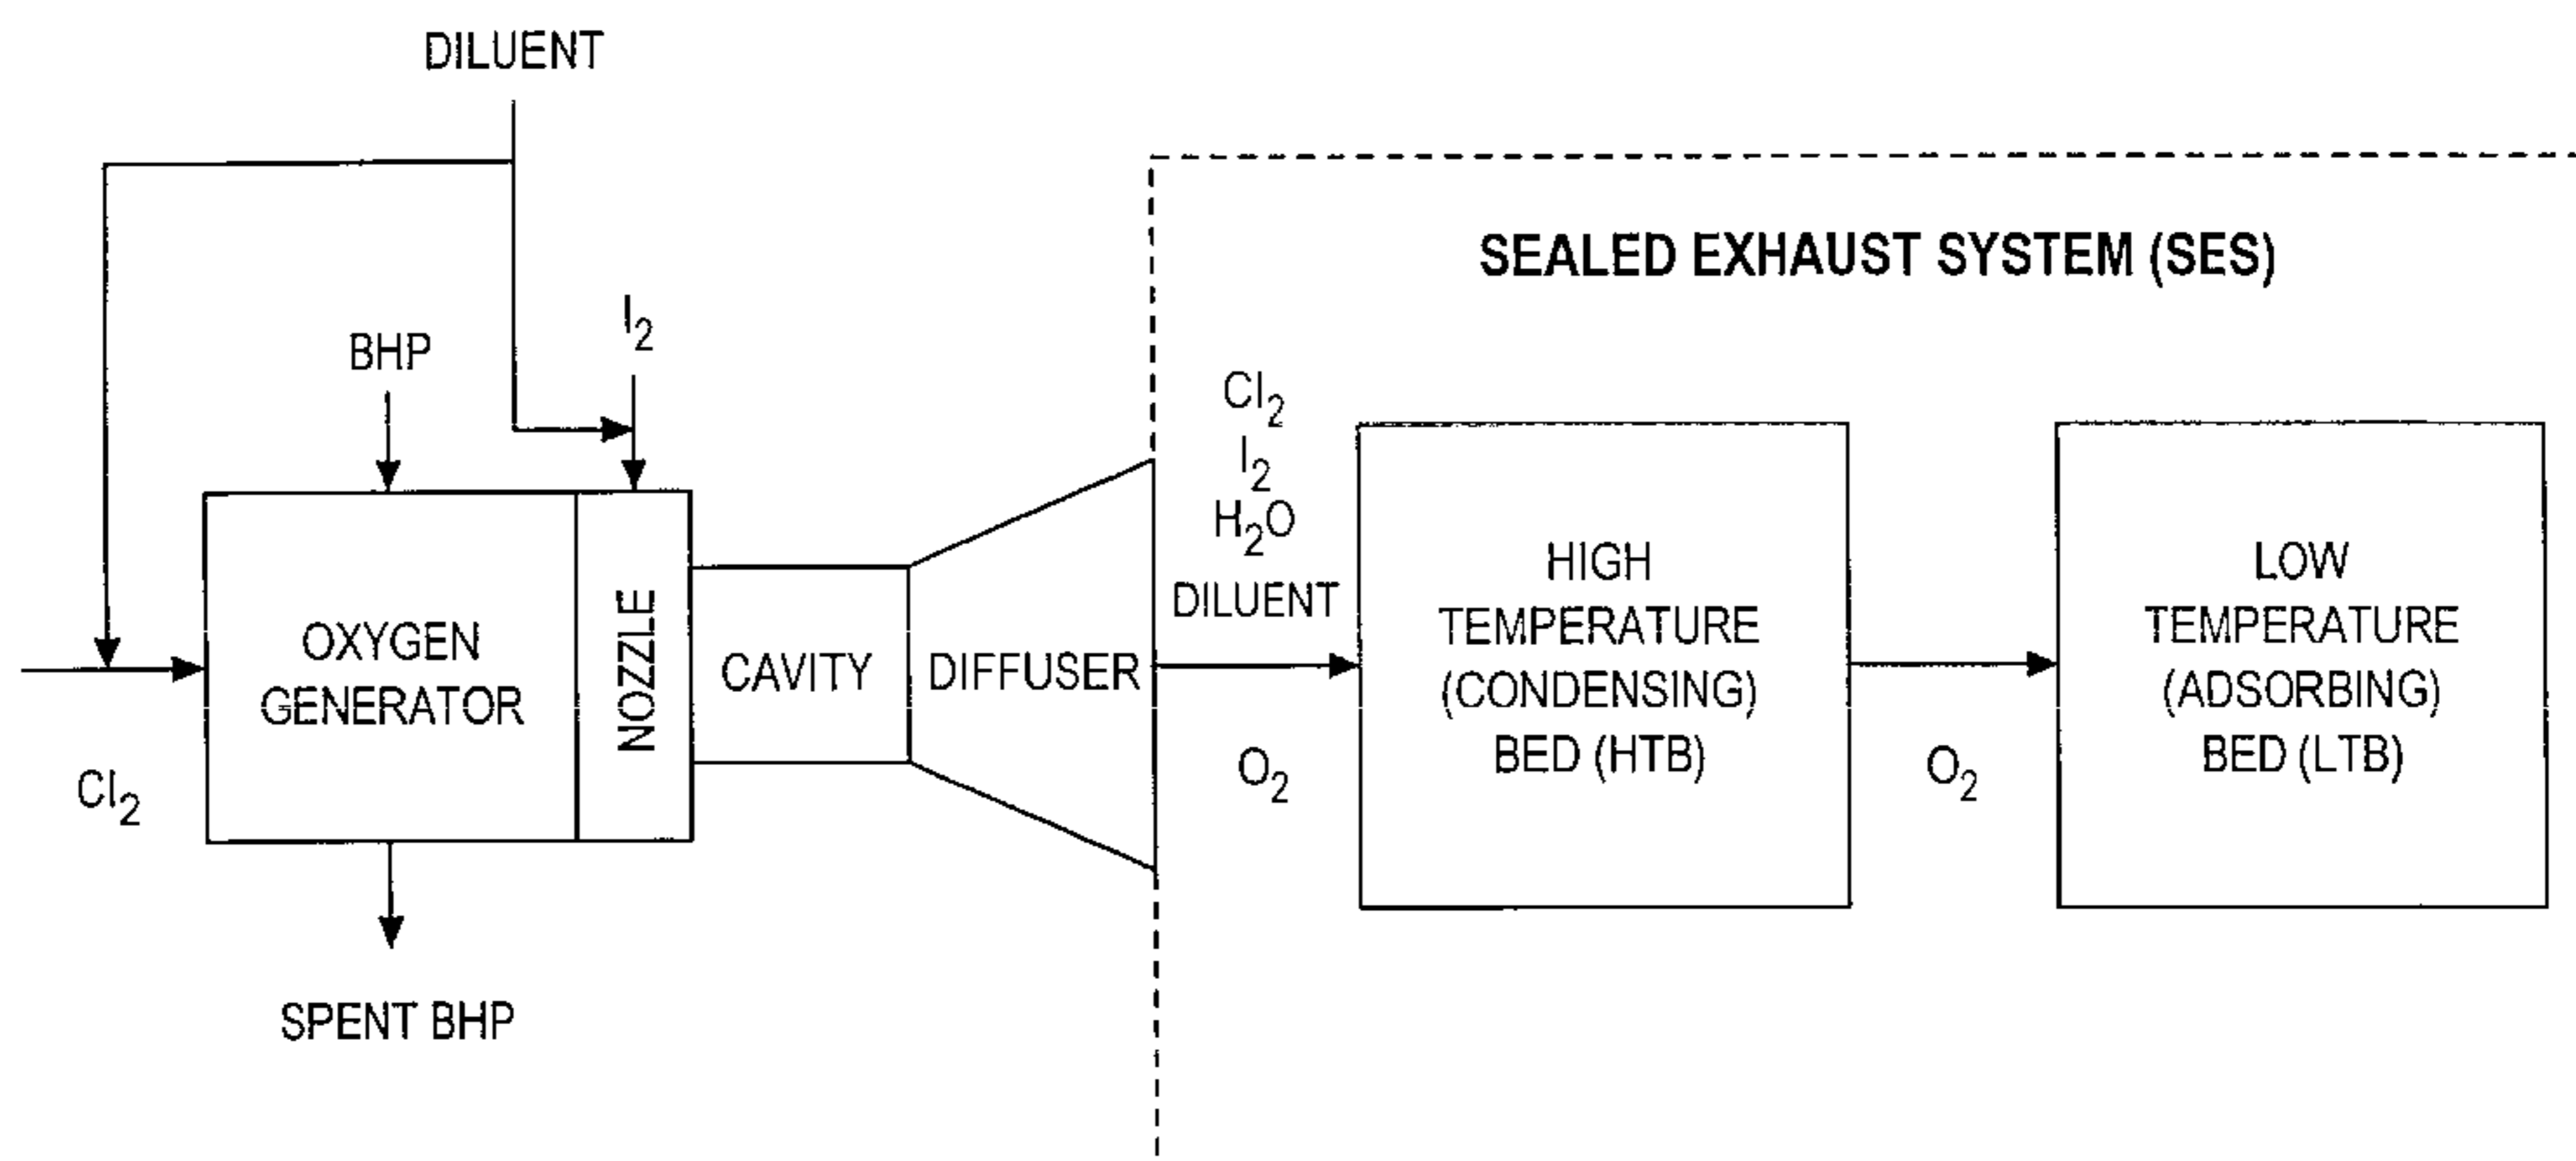 DILUENT
SEALED EXHAUST SYSTEM (SES)
I2
BHP
Cl2
I2
H2O
DILUENT
O2
HIGH
TEMPERATURE
(CONDENSING)
BED (HTB)
LOW
TEMPERATURE
(ADSORBING)
BED (LTB)
O2
OXYGEN
GENERATOR
NOZZLE
CAVITY
DIFFUSER
Cl2
SPENT BHP